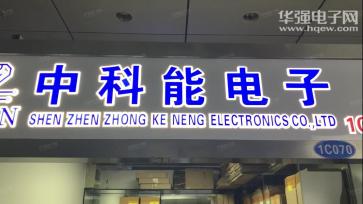 华强电子网
www.hqew.com
中科能电子
SHEN ZHEN ZHONG KE NENG ELECTRONICS CO.,LTD
1C070